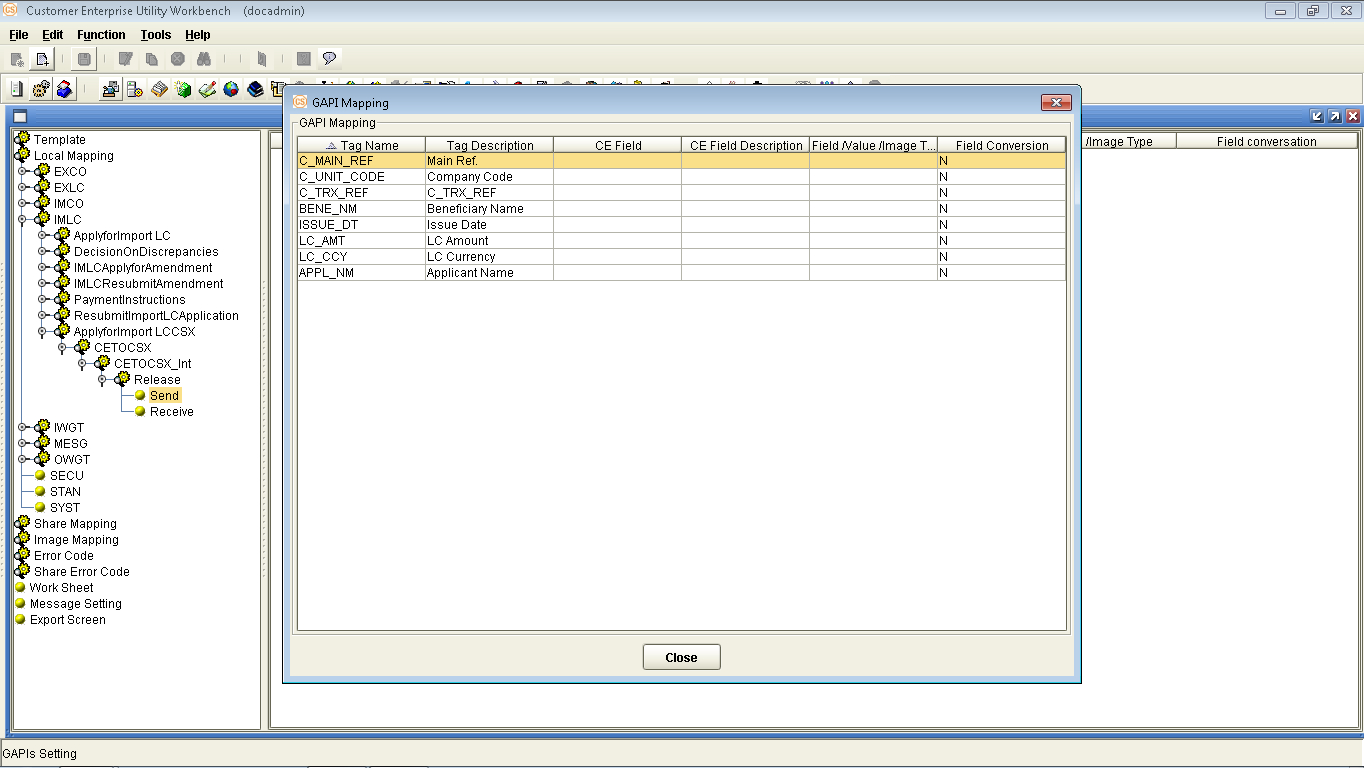 Customer Enterprise Utility Workbench (docadmin)
File Edit Function Tools Help
GAPI Mapping
GAPI Mapping
Tag Name Tag Description CE Field CE Field Description Field /Value /Image T... Field Conversion
C_MAIN_REF Main Ref. N
C_UNIT_CODE Company Code N
C_TRX_REF C_TRX_REF N
BENE_NM Beneficiary Name N
ISSUE_DT Issue Date N
LC_AMT LC Amount N
LC_CCY LC Currency N
APPL_NM Applicant Name N
Close
/Image Type Field conversation
Template
Local Mapping
EXCO
EXLC
IMCO
IMLC
ApplyforImport LC
DecisionOnDiscrepancies
IMLCApplyforAmendment
IMLCResubmitAmendment
PaymentInstructions
ResubmitImportLCApplication
ApplyforImport LCCSX
CETOCSX
CETOCSX_Int
Release
Send
Receive
IWGT
MESG
OWGT
SECU
STAN
SYST
Share Mapping
Image Mapping
Error Code
Share Error Code
Work Sheet
Message Setting
Export Screen
GAPIs Setting